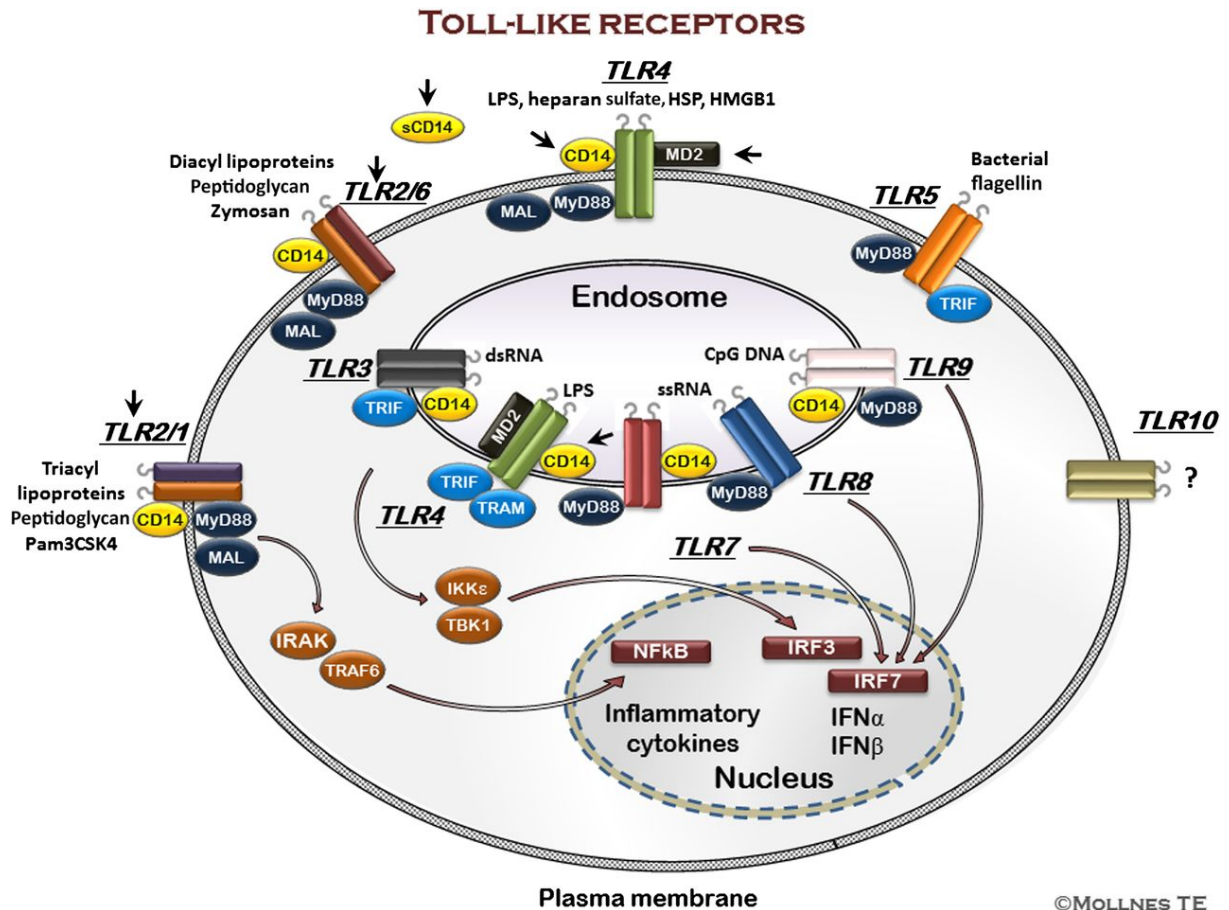 TOLL-LIKE RECEPTORS
TLR4
LPS, heparan sulfate, HSP, HMGB1
sCD14
CD14
MD2
MAL
MyD88
Diacyl lipoproteins
Peptidoglycan
Zymosan
TLR2/6
CD14
MyD88
MAL
Bacterial
flagellin
TLR5
MyD88
TRIF
Endosome
TLR3
dsRNA
TRIF
CD14
LPS
MD2
CD14
TRIF
TRAM
TLR4
ssRNA
CD14
MyD88
MyD88
TLR8
TLR7
CpG DNA
TLR9
CD14
MyD88
TLR10
?
TLR2/1
Triacyl
lipoproteins
Peptidoglycan
Pam3CSK4
CD14
MyD88
MAL
IKKε
TBK1
IRAK
TRAF6
NFkB
IRF3
IRF7
Inflammatory
cytokines
IFNα
IFNβ
Nucleus
Plasma membrane
©MOLLNES TE